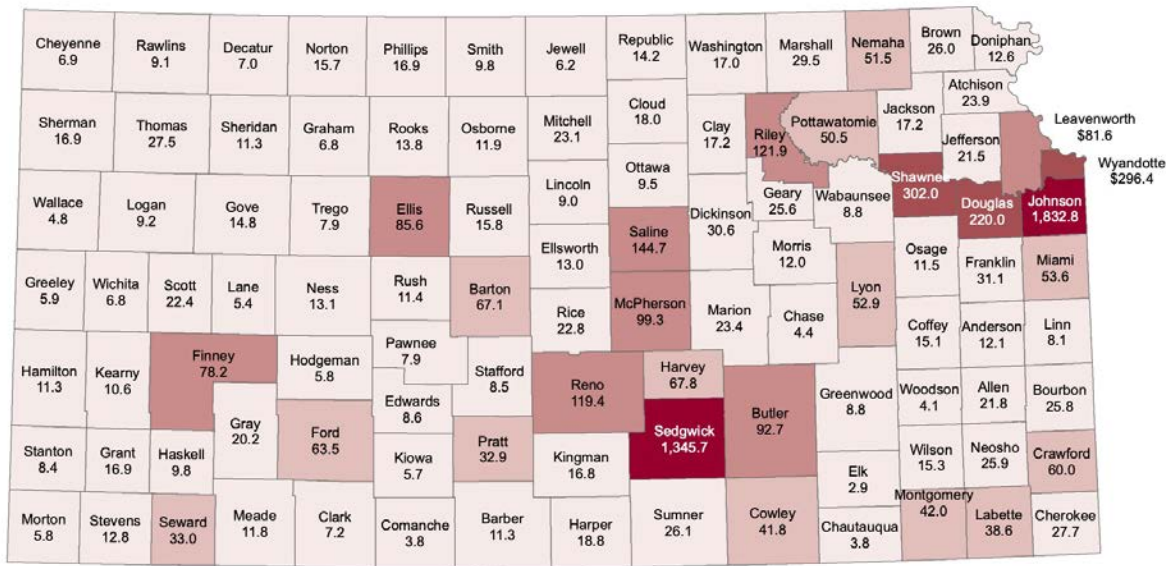 Cheyenne
6.9
Rawlins
9.1
Decatur
7.0
Norton
15.7
Phillips
16.9
Smith
9.8
Jewell
6.2
Republic
14.2
Washington
17.0
Marshall
29.5
Nemaha
51.5
Brown
26.0
Doniphan
12.6
Atchison
23.9
Sherman
16.9
Thomas
27.5
Sheridan
11.3
Graham
6.8
Rooks
13.8
Osborne
11.9
Mitchell
23.1
Cloud
18.0
Clay
17.2
Riley
121.9
Pottawatomie
50.5
Jackson
17.2
Jefferson
21.5
Leavenworth
$81.6
Wyandotte
$296.4
Ottawa
9.5
Lincoln
9.0
Wallace
4.8
Logan
9.2
Gove
14.8
Trego
7.9
Ellis
85.6
Russell
15.8
Ellsworth
13.0
Saline
144.7
Dickinson
30.6
Geary
25.6
Wabaunsee
8.8
Shawne
302.0
Douglas
220.0
Johnson
1,832.8
Morris
12.0
Osage
11.5
Franklin
31.1
Miami
53.6
Greeley
5.9
Wichita
6.8
Scott
22.4
Lane
5.4
Ness
13.1
Rush
11.4
Barton
67.1
Rice
22.8
McPherson
99.3
Marion
23.4
Chase
4.4
Lyon
52.9
Coffey
15.1
Anderson
12.1
Linn
8.1
Hamilton
11.3
Kearny
10.6
Finney
78.2
Hodgeman
5.8
Pawnee
7.9
Stafford
8.5
Edwards
8.6
Reno
119.4
Harvey
67.8
Butler
92.7
Greenwood
8.8
Woodson
4.1
Allen
21.8
Bourbon
25.8
Gray
20.2
Ford
63.5
Kiowa
5.7
Pratt
32.9
Kingman
16.8
Sedgwick
1,345.7
Stanton
8.4
Grant
16.9
Haskell
9.8
Elk
2.9
Wilson
15.3
Neosho
25.9
Crawford
60.0
Morton
5.8
Stevens
12.8
Seward
33.0
Meade
11.8
Clark
7.2
Comanche
3.8
Barber
11.3
Harper
18.8
Sumner
26.1
Cowley
41.8
Chautauqua
3.8
Montgomery
42.0
Labette
38.6
Cherokee
27.7